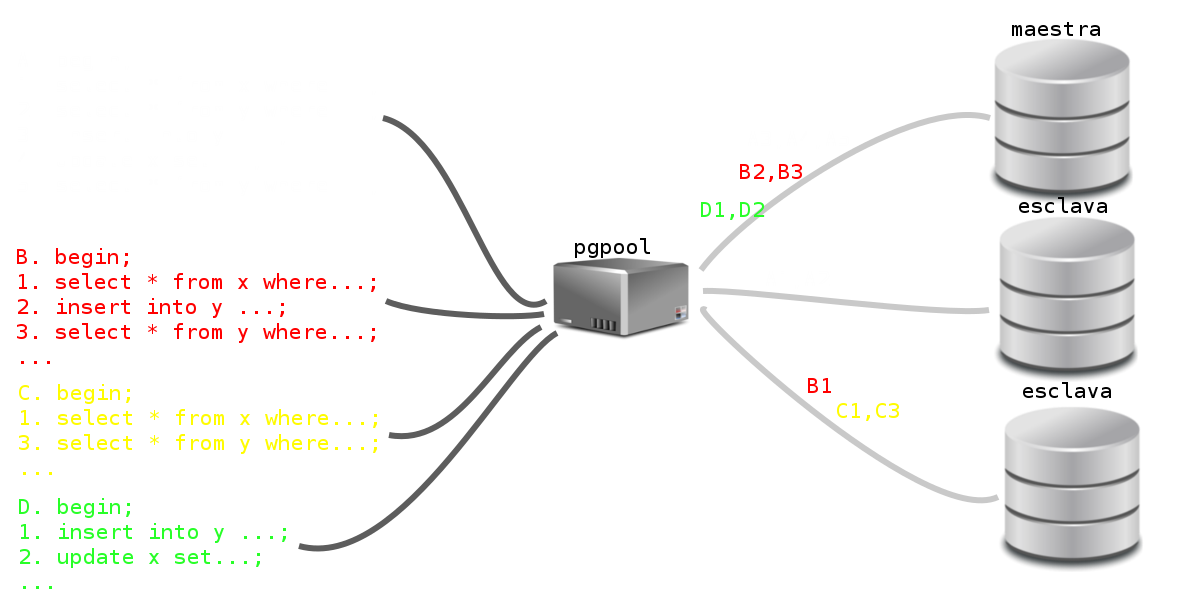 maestra
B2,B3
D1,D2
esclava
pgpool
B. begin;
1. select * from x where...;
2. insert into y ...;
3. select * from y where...;
...
esclava
B1
C1,C3
C. begin;
1. select * from x where...;
3. select * from y where...;
...
D. begin;
1. insert into y ...;
2. update x set...;
...